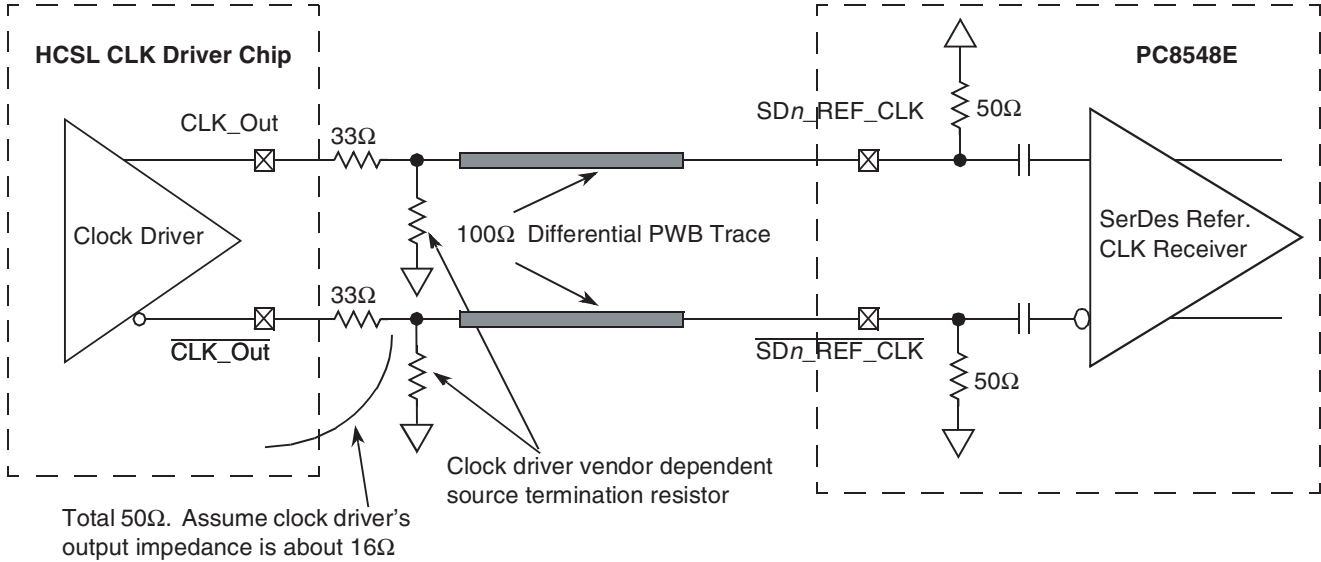 HCSL CLK Driver Chip
PC8548E
CLK_Out
SDn_REF_CLK
50Ω
33Ω
Clock Driver
100Ω Differential PWB Trace
SerDes Refer.
CLK Receiver
33Ω
CLK_Out
SDn_REF_CLK
50Ω
Clock driver vendor dependent
source termination resistor
Total 50Ω. Assume clock driver's
output impedance is about 16Ω